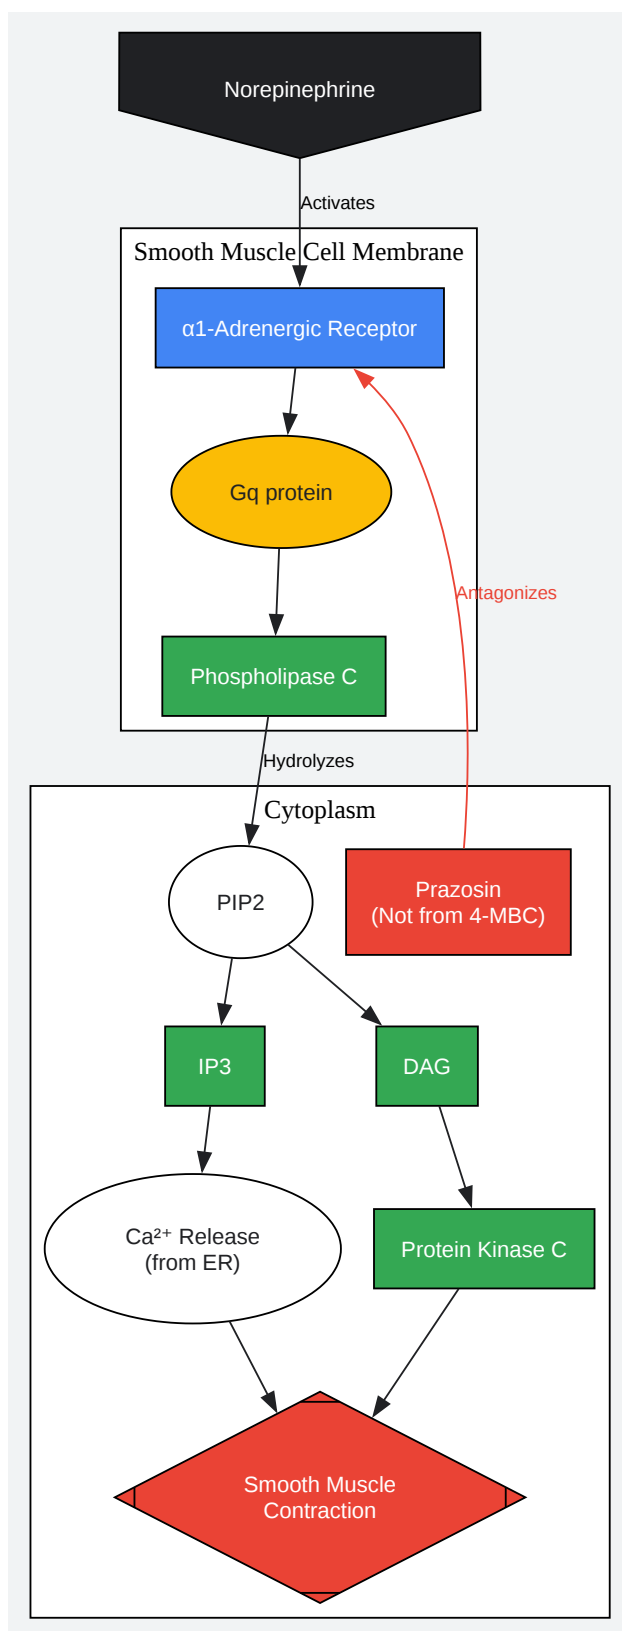 Norepinephrine
Activates
Smooth Muscle Cell Membrane
α1-Adrenergic Receptor
Gq protein
Antagonizes
Phospholipase C
Hydrolyzes
Cytoplasm
PIP2
Prazosin
(Not from 4-MBC)
IP3
DAG
Ca²⁺ Release
(from ER)
Protein Kinase C
Smooth Muscle
Contraction